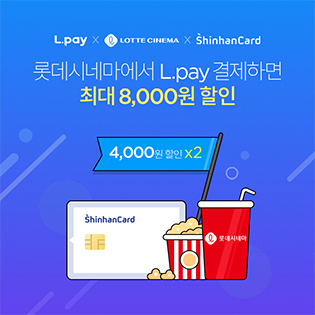 L.pay × LOTTE CINEMA × ShinhanCard
롯데시네마에서 L.pay 결제하면
최대 8,000원 할인
4,000원 할인 x2
ShinhanCard
롯데시네마